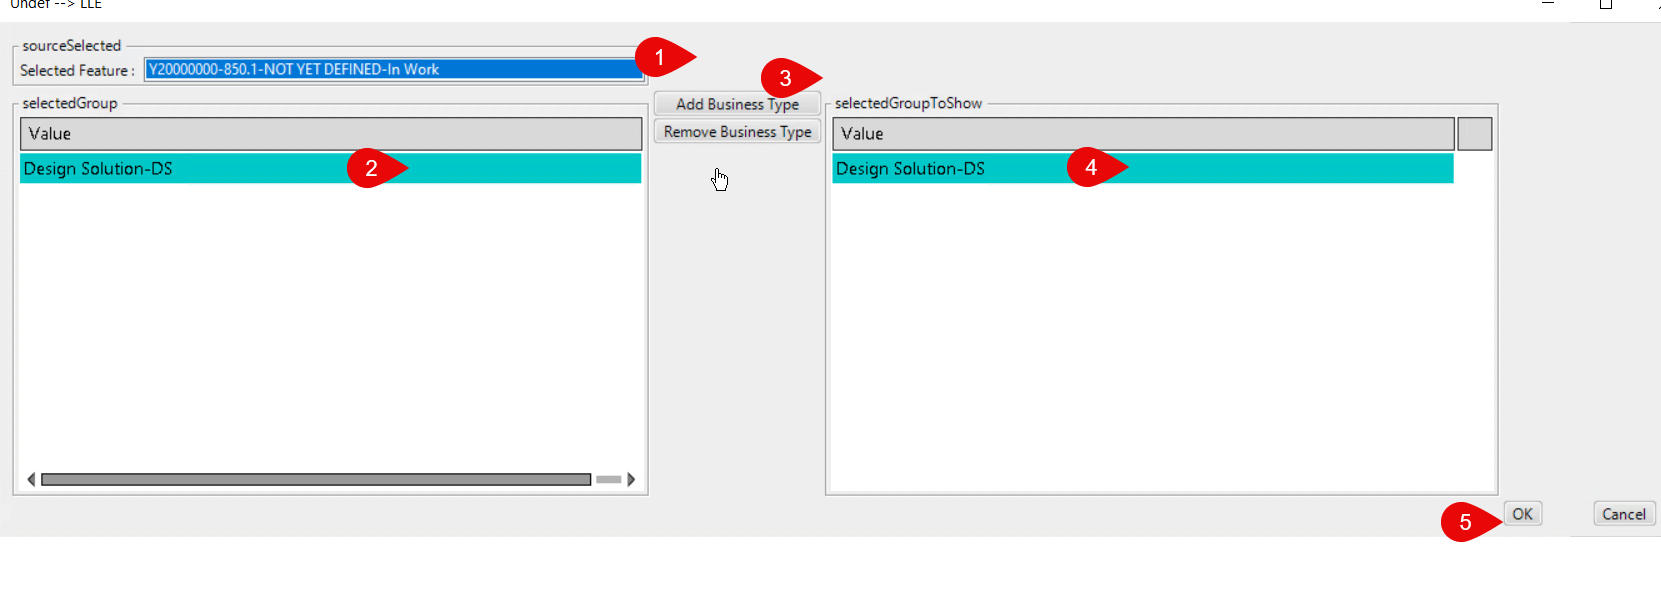 Undef --> LLE
sourceSelected
Selected Feature : Y20000000-850.1-NOT YET DEFINED-In Work
1
3
selectedGroup
Add Business Type
selectedGroupToShow
Value
Remove Business Type
Value
Design Solution-DS
2
Design Solution-DS
4
5
OK
Cancel